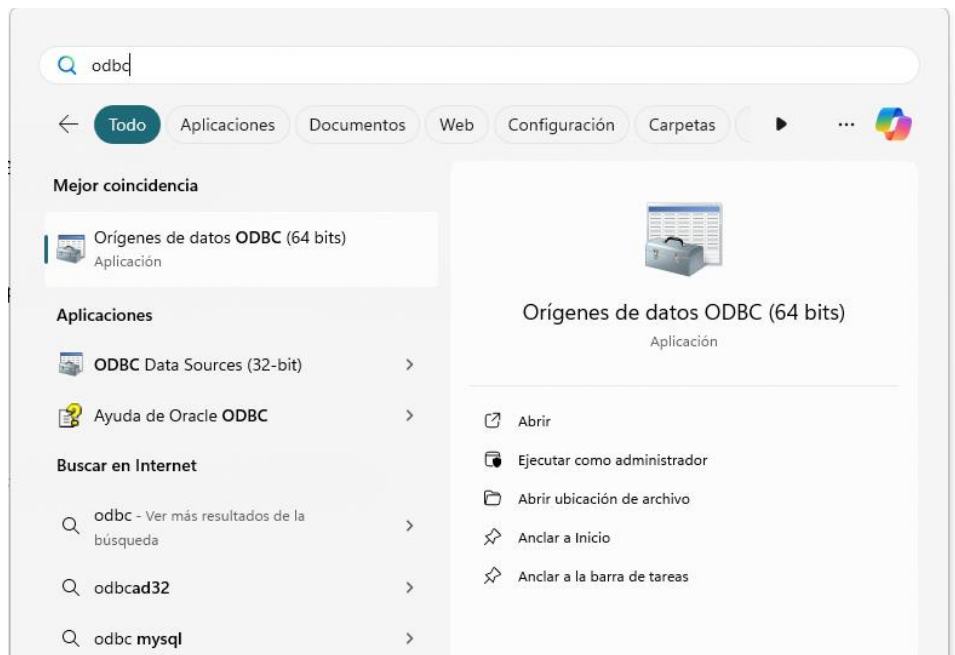 odbc
Todo
Aplicaciones
Documentos
Web
Configuración
Carpetas
Mejor coincidencia
Orígenes de datos ODBC (64 bits)
Aplicación
Aplicaciones
ODBC Data Sources (32-bit)
Ayuda de Oracle ODBC
Buscar en Internet
odbc - Ver más resultados de la
búsqueda
odbcad32
odbc mysql
Orígenes de datos ODBC (64 bits)
Aplicación
Abrir
Ejecutar como administrador
Abrir ubicación de archivo
Anclar a Inicio
Anclar a la barra de tareas